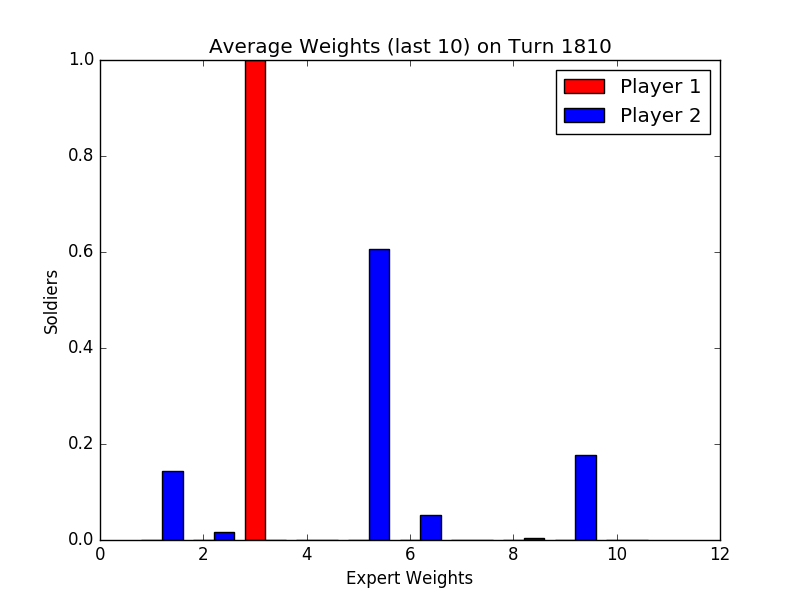 Average Weights (last 10) on Turn 1810
1.0
Player 1
Player 2
0.8
0.6
Soldiers
0.4
0.2
0.0
0 2 4 6 8 10 12
Expert Weights